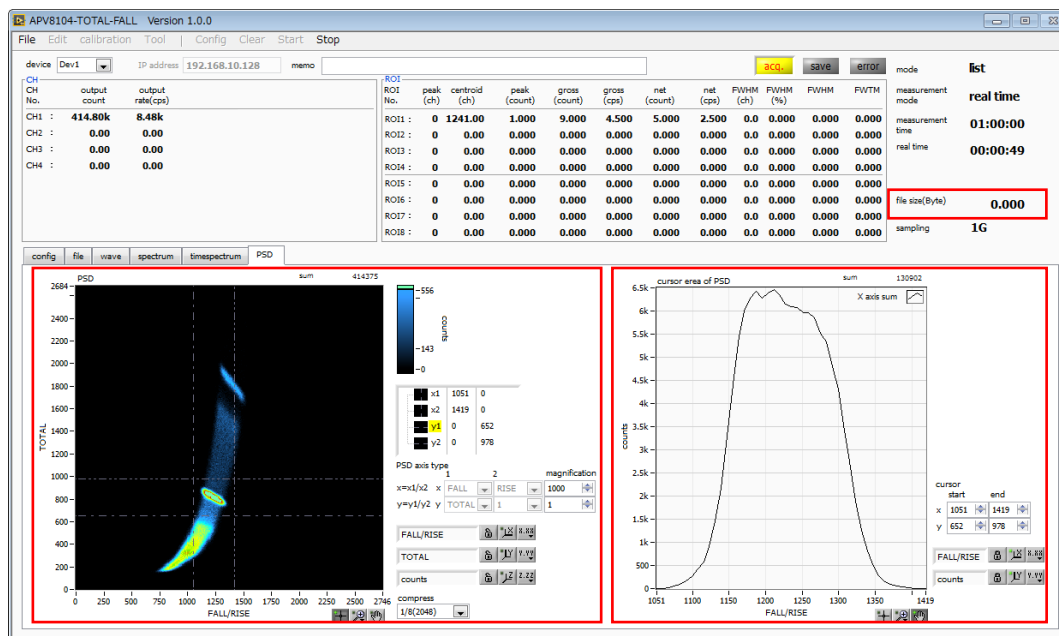 APV8104-TOTAL-FALL Version 1.0.0
File Edit calibration Tool | Config Clear Start Stop
device Dev1 IP address 192.168.10.128 memo acq. save error
mode list
measurement mode real time
measurement time 01:00:00
real time 00:00:49
file size(Byte) 0.000
sampling 1G
CH
CH No. output count output rate(cps)
CH1 : 414.80k 8.48k
CH2 : 0.00 0.00
CH3 : 0.00 0.00
CH4 : 0.00 0.00
ROI
ROI No. peak (ch) centroid (ch) peak (count) gross (count) gross (cps) net (count) net (cps) FWHM (ch) FWHM (%) FWHM FWTM
ROI1 : 0 1241.00 1.000 9.000 4.500 5.000 2.500 0.0 0.000 0.000 0.000
ROI2 : 0 0.00 0.000 0.000 0.000 0.000 0.000 0.0 0.000 0.000 0.000
ROI3 : 0 0.00 0.000 0.000 0.000 0.000 0.000 0.0 0.000 0.000 0.000
ROI4 : 0 0.00 0.000 0.000 0.000 0.000 0.000 0.0 0.000 0.000 0.000
ROI5 : 0 0.00 0.000 0.000 0.000 0.000 0.000 0.0 0.000 0.000 0.000
ROI6 : 0 0.00 0.000 0.000 0.000 0.000 0.000 0.0 0.000 0.000 0.000
ROI7 : 0 0.00 0.000 0.000 0.000 0.000 0.000 0.0 0.000 0.000 0.000
ROI8 : 0 0.00 0.000 0.000 0.000 0.000 0.000 0.0 0.000 0.000 0.000
config file wave spectrum timespectrum PSD
PSD sum 414375
2684
2400
2200
2000
1800
1600
1400
1200
1000
800
600
400
200
0
TOTAL
0 250 500 750 1000 1250 1500 1750 2000 2250 2500 2746
FALL/RISE
556
143
0
counts
x1 1051 0
x2 1419 0
y1 0 652
y2 0 978
PSD axis type
1 2 magnification
x=x1/x2 x FALL RISE 1000
y=y1/y2 y TOTAL 1 1
FALL/RISE X X.XX
TOTAL Y Y.YY
counts Z Z.ZZ
compress
1/8(2048)
cursor erea of PSD sum 130902
X axis sum
6.5k
6k
5.5k
5k
4.5k
4k
3.5k
3k
2.5k
2k
1.5k
1k
500
0
counts
1051 1100 1150 1200 1250 1300 1350 1419
FALL/RISE
cursor
start end
x 1051 1419
y 652 978
FALL/RISE X X.XX
counts Y Y.YY